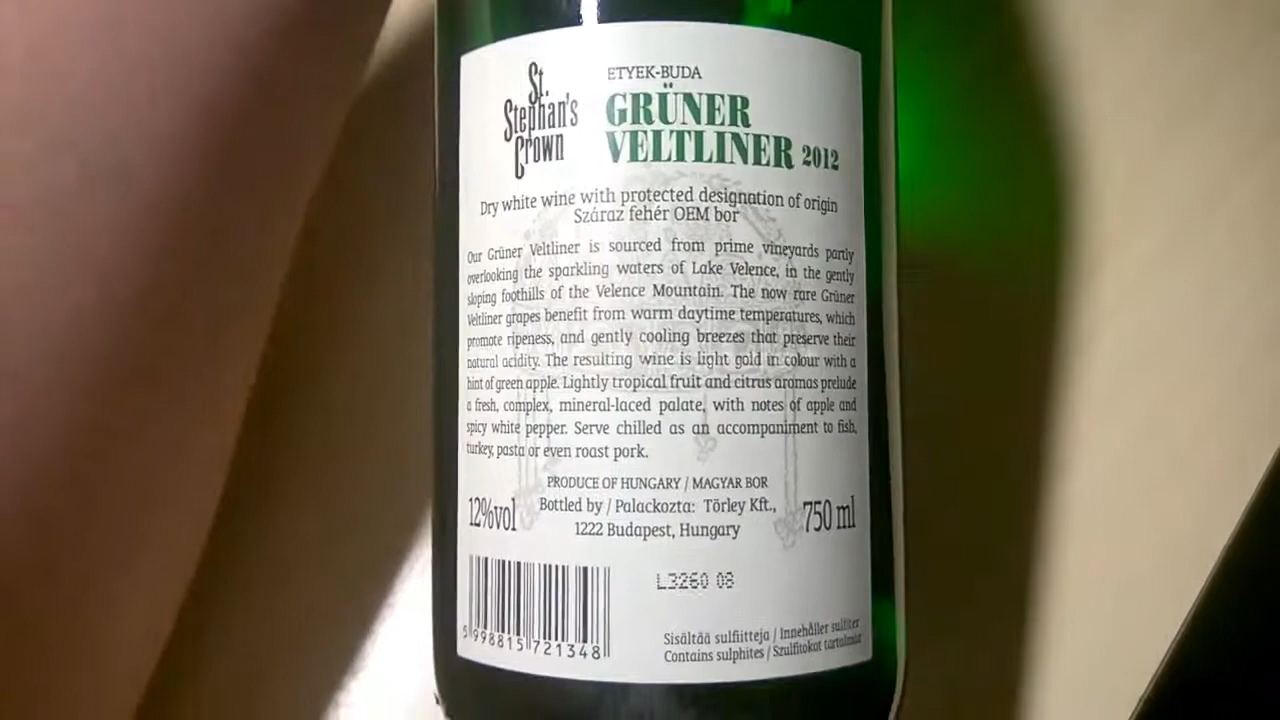 St.
Stephan's
Crown
ETYEK-BUDA
GRÜNER
VELTLINER 2012
Dry white wine with protected designation of origin
Száraz fehér OEM bor
Our Grüner Veltliner is sourced from prime vineyards partly
overlooking the sparkling waters of Lake Velence, in the gently
sloping foothills of the Velence Mountain. The now rare Grüner
Veltliner grapes benefit from warm daytime temperatures, which
promote ripeness, and gently cooling breezes that preserve their
natural acidity. The resulting wine is light gold in colour with a
hint of green apple. Lightly tropical fruit and citrus aromas prelude
a fresh, complex, mineral-laced palate, with notes of apple and
spicy white pepper. Serve chilled as an accompaniment to fish,
turkey, pasta or even roast pork.
PRODUCE OF HUNGARY / MAGYAR BOR
12%vol
Bottled by / Palackozta: Törley Kft.,
1222 Budapest, Hungary
750 ml
L3260 08
5 998815 721348
Sisältää sulfiitteja / Innehåller sulfiter
Contains sulphites / Szulfitokat tartalmaz